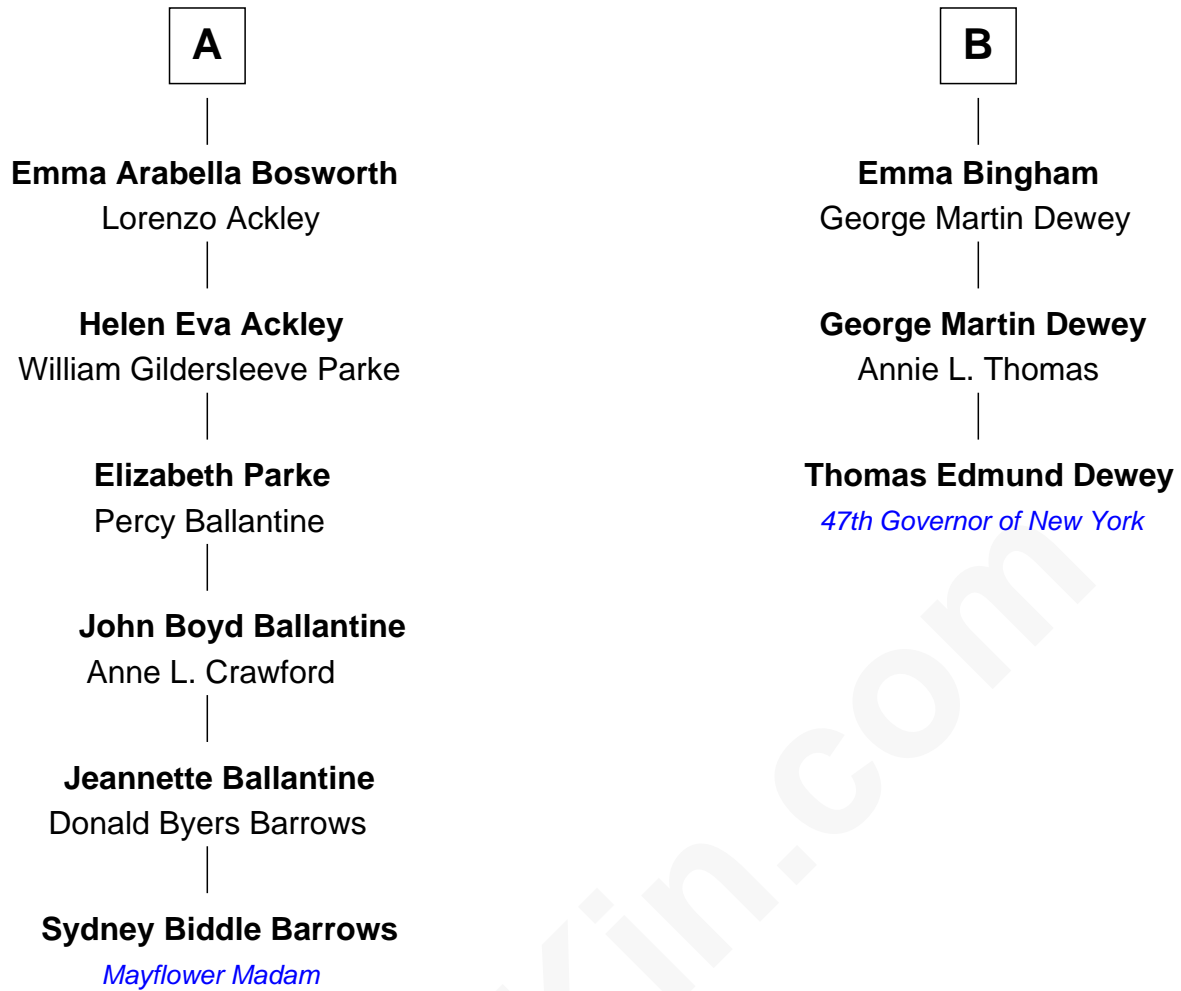 A
Emma Arabella Bosworth
Lorenzo Ackley
Helen Eva Ackley
William Gildersleeve Parke
Elizabeth Parke
Percy Ballantine
John Boyd Ballantine
Anne L. Crawford
Jeannette Ballantine
Donald Byers Barrows
Sydney Biddle Barrows
Mayflower Madam
B
Emma Bingham
George Martin Dewey
George Martin Dewey
Annie L. Thomas
Thomas Edmund Dewey
47th Governor of New York
Kin.com